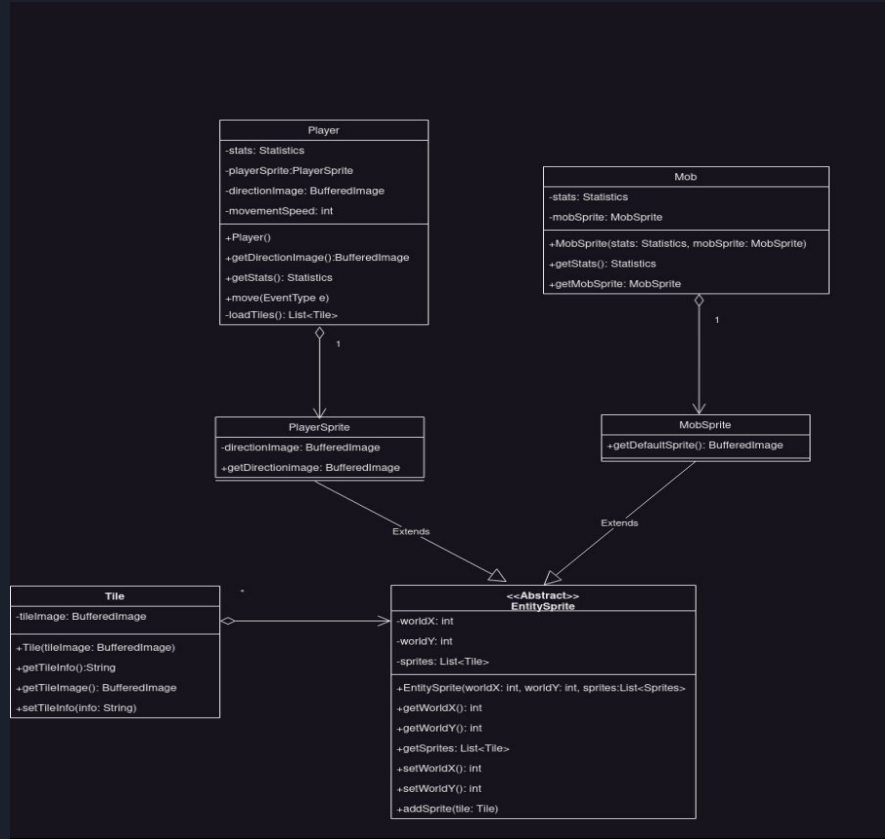 Player
-stats: Statistics
-playerSprite:PlayerSprite
-directionImage: BufferedImage
-movementSpeed: int
+Player()
+getDirectionImage():BufferedImage
+getStats(): Statistics
+move(EventType e)
-loadTiles(): List<Tile>
1
Mob
-stats: Statistics
-mobSprite: MobSprite
+MobSprite(stats: Statistics, mobSprite: MobSprite)
+getStats(): Statistics
+getMobSprite: MobSprite
1
PlayerSprite
-directionImage: BufferedImage
+getDirectionimage: BufferedImage
MobSprite
+getDefaultSprite(): BufferedImage
Extends
Extends
Tile
-tileImage: BufferedImage
+Tile(tileImage: BufferedImage)
+getTileInfo():String
+getTileImage(): BufferedImage
+setTileInfo(info: String)
*
<<Abstract>>
EntitySprite
-worldX: int
-worldY: int
-sprites: List<Tile>
+EntitySprite(worldX: int, worldY: int, sprites:List<Sprites>
+getWorldX(): int
+getWorldY(): int
+getSprites: List<Tile>
+setWorldX(): int
+setWorldY(): int
+addSprite(tile: Tile)